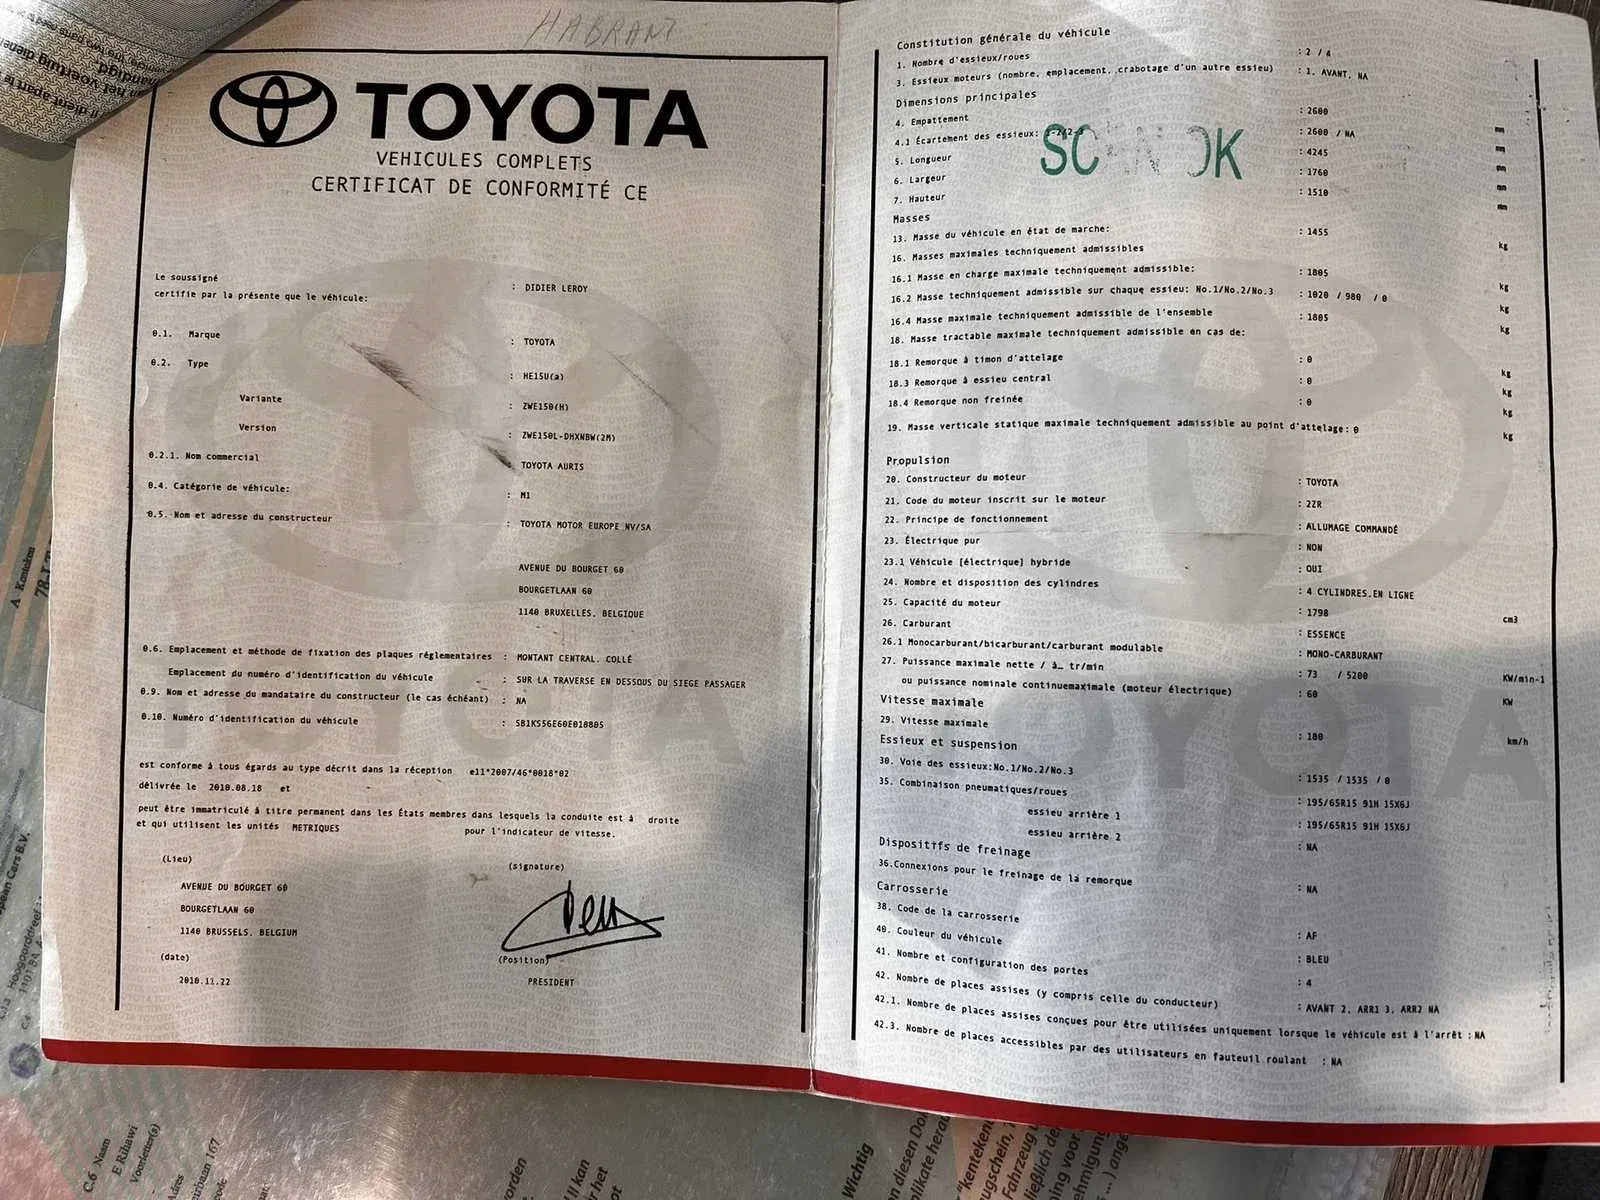 HABRANT
TOYOTA
VEHICULES COMPLETS
CERTIFICAT DE CONFORMITÉ CE
Le soussigné : DIDIER LEROY
certifie par la présente que le véhicule:
0.1. Marque : TOYOTA
0.2. Type : HE15U(a)
Variante : ZWE150(H)
Version : ZWE150L-DHXNBW(2M)
0.2.1. Nom commercial : TOYOTA AURIS
0.4. Catégorie de véhicule: : M1
0.5. Nom et adresse du constructeur : TOYOTA MOTOR EUROPE NV/SA
AVENUE DU BOURGET 60
BOURGETLAAN 60
1140 BRUXELLES. BELGIQUE
0.6. Emplacement et méthode de fixation des plaques réglementaires : MONTANT CENTRAL. COLLÉ
Emplacement du numéro d'identification du véhicule : SUR LA TRAVERSE EN DESSOUS DU SIEGE PASSAGER
0.9. Nom et adresse du mandataire du constructeur (le cas échéant) : NA
0.10. Numéro d'identification du véhicule : SB1KS56E60E010805
est conforme à tous égards au type décrit dans la réception e11*2007/46*0018*02
délivrée le 2010.08.18 et
peut être immatriculé à titre permanent dans les États membres dans lesquels la conduite est à droite
et qui utilisent les unités METRIQUES pour l'indicateur de vitesse.
(Lieu) (signature)
AVENUE DU BOURGET 60
BOURGETLAAN 60
1140 BRUSSELS. BELGIUM
(date) (Position)
2010.11.22 PRESIDENT
Constitution générale du véhicule
1. Nombre d'essieux/roues : 2 / 4
3. Essieux moteurs (nombre, emplacement, crabotage d'un autre essieu) : 1. AVANT, NA
Dimensions principales
4. Empattement : 2600 mm
4.1 Écartement des essieux: 1-2/2-3 : 2600 / NA mm
5. Longueur : 4245 mm
6. Largeur : 1760 mm
7. Hauteur : 1510 mm
OK
Masses
13. Masse du véhicule en état de marche: : 1455 kg
16. Masses maximales techniquement admissibles
16.1 Masse en charge maximale techniquement admissible: : 1805 kg
16.2 Masse techniquement admissible sur chaque essieu: No.1/No.2/No.3 : 1020 / 980 / 0 kg
16.4 Masse maximale techniquement admissible de l'ensemble : 1805 kg
18. Masse tractable maximale techniquement admissible en cas de:
18.1 Remorque à timon d'attelage : 0 kg
18.3 Remorque à essieu central : 0 kg
18.4 Remorque non freinée : 0 kg
19. Masse verticale statique maximale techniquement admissible au point d'attelage: 0 kg
Propulsion
20. Constructeur du moteur : TOYOTA
21. Code du moteur inscrit sur le moteur : 2ZR
22. Principe de fonctionnement : ALLUMAGE COMMANDÉ
23. Électrique pur : NON
23.1 Véhicule [électrique] hybride : OUI
24. Nombre et disposition des cylindres : 4 CYLINDRES.EN LIGNE
25. Capacité du moteur : 1798 cm3
26. Carburant : ESSENCE
26.1 Monocarburant/bicarburant/carburant modulable : MONO-CARBURANT
27. Puissance maximale nette / à_ tr/min : 73 / 5200 KW/min-1
ou puissance nominale continuemaximale (moteur électrique) : 60 KW
Vitesse maximale
29. Vitesse maximale : 180 km/h
Essieux et suspension
30. Voie des essieux:No.1/No.2/No.3 : 1535 / 1535 / 0
35. Combinaison pneumatiques/roues : 195/65R15 91H 15X6J
essieu arrière 1 : 195/65R15 91H 15X6J
essieu arrière 2 : NA
Dispositifs de freinage
36.Connexions pour le freinage de la remorque : NA
Carrosserie
38. Code de la carrosserie : AF
40. Couleur du véhicule : BLEU
41. Nombre et configuration des portes : 4
42. Nombre de places assises (y compris celle du conducteur) : AVANT 2, ARR1 3, ARR2 NA
42.1. Nombre de places assises conçues pour être utilisées uniquement lorsque le véhicule est à l'arrêt : NA
42.3. Nombre de places accessibles par des utilisateurs en fauteuil roulant : NA
A Kenteken
C.6 Naam
E Rihawi
Voorletter(s)
Wichtig